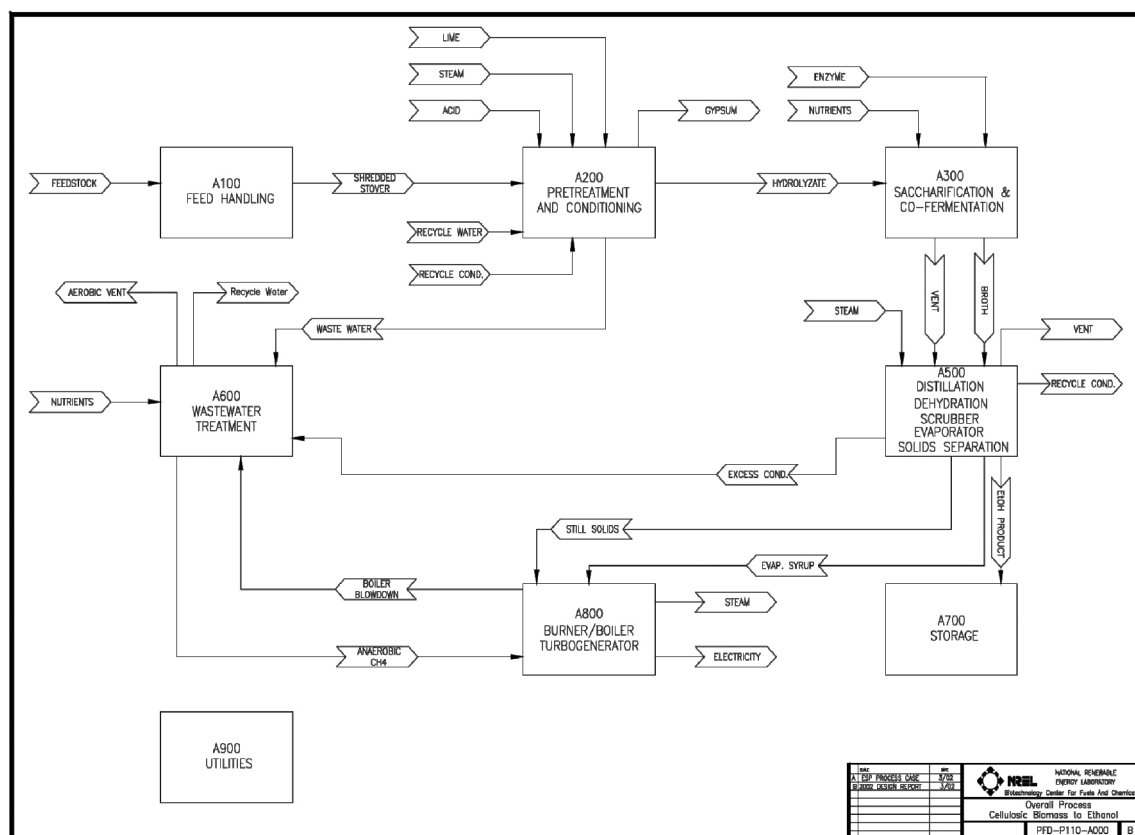 LIME
STEAM
ACID
GYPSUM
ENZYME
NUTRIENTS
FEEDSTOCK
A100
FEED HANDLING
SHREDDED
STOVER
A200
PRETREATMENT
AND CONDITIONING
HYDROLYZATE
A300
SACCHARIFICATION &
CO-FERMENTATION
RECYCLE WATER
RECYCLE COND.
AEROBIC VENT
Recycle Water
WASTE WATER
STEAM
VENT
BROTH
VENT
NUTRIENTS
A600
WASTEWATER
TREATMENT
A500
DISTILLATION
DEHYDRATION
SCRUBBER
EVAPORATOR
SOLIDS SEPARATION
RECYCLE COND.
EXCESS COND.
EtOH PRODUCT
STILL SOLIDS
EVAP. SYRUP
BOILER
BLOWDOWN
A800
BURNER/BOILER
TURBOGENERATOR
STEAM
ELECTRICITY
A700
STORAGE
ANAEROBIC
CH4
A900
UTILITIES
A ESP PROCESS CASE 3/02
B 2002 DESIGN REPORT 3/02
NREL
NATIONAL RENEWABLE
ENERGY LABORATORY
Biotechnology Center For Fuels And Chemic
Overall Process
Cellulosic Biomass to Ethanol
PFD-P110-A000 B